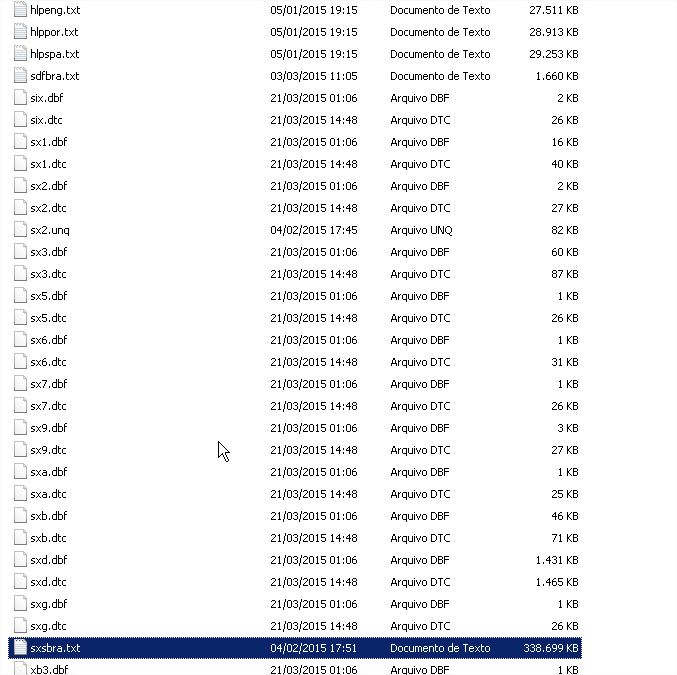 hlpeng.txt 05/01/2015 19:15 Documento de Texto 27.511 KB
hlppor.txt 05/01/2015 19:15 Documento de Texto 28.913 KB
hlpspa.txt 05/01/2015 19:15 Documento de Texto 29.253 KB
sdfbra.txt 03/03/2015 11:05 Documento de Texto 1.660 KB
six.dbf 21/03/2015 01:06 Arquivo DBF 2 KB
six.dtc 21/03/2015 14:48 Arquivo DTC 26 KB
sx1.dbf 21/03/2015 01:06 Arquivo DBF 16 KB
sx1.dtc 21/03/2015 14:48 Arquivo DTC 40 KB
sx2.dbf 21/03/2015 01:06 Arquivo DBF 2 KB
sx2.dtc 21/03/2015 14:48 Arquivo DTC 27 KB
sx2.unq 04/02/2015 17:45 Arquivo UNQ 82 KB
sx3.dbf 21/03/2015 01:06 Arquivo DBF 60 KB
sx3.dtc 21/03/2015 14:48 Arquivo DTC 87 KB
sx5.dbf 21/03/2015 01:06 Arquivo DBF 1 KB
sx5.dtc 21/03/2015 14:48 Arquivo DTC 26 KB
sx6.dbf 21/03/2015 01:06 Arquivo DBF 1 KB
sx6.dtc 21/03/2015 14:48 Arquivo DTC 31 KB
sx7.dbf 21/03/2015 01:06 Arquivo DBF 1 KB
sx7.dtc 21/03/2015 14:48 Arquivo DTC 26 KB
sx9.dbf 21/03/2015 01:06 Arquivo DBF 3 KB
sx9.dtc 21/03/2015 14:48 Arquivo DTC 27 KB
sxa.dbf 21/03/2015 01:06 Arquivo DBF 1 KB
sxa.dtc 21/03/2015 14:48 Arquivo DTC 25 KB
sxb.dbf 21/03/2015 01:06 Arquivo DBF 46 KB
sxb.dtc 21/03/2015 14:48 Arquivo DTC 71 KB
sxd.dbf 21/03/2015 01:06 Arquivo DBF 1.431 KB
sxd.dtc 21/03/2015 14:48 Arquivo DTC 1.465 KB
sxg.dbf 21/03/2015 01:06 Arquivo DBF 1 KB
sxg.dtc 21/03/2015 14:48 Arquivo DTC 26 KB
sxsbra.txt 04/02/2015 17:51 Documento de Texto 338.699 KB
xb3.dbf 21/03/2015 01:06 Arquivo DBF 1 KB